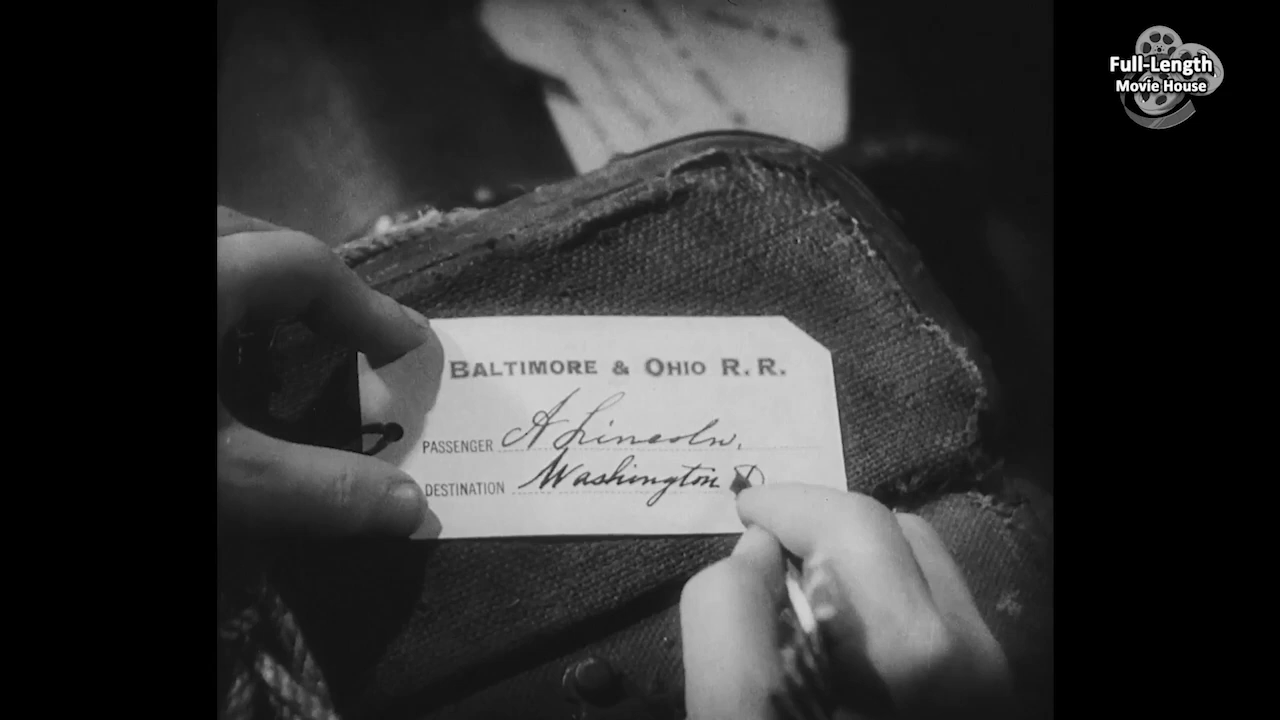 Full-Length
Movie House
BALTIMORE & OHIO R.R.
PASSENGER A Lincoln.
DESTINATION Washington D